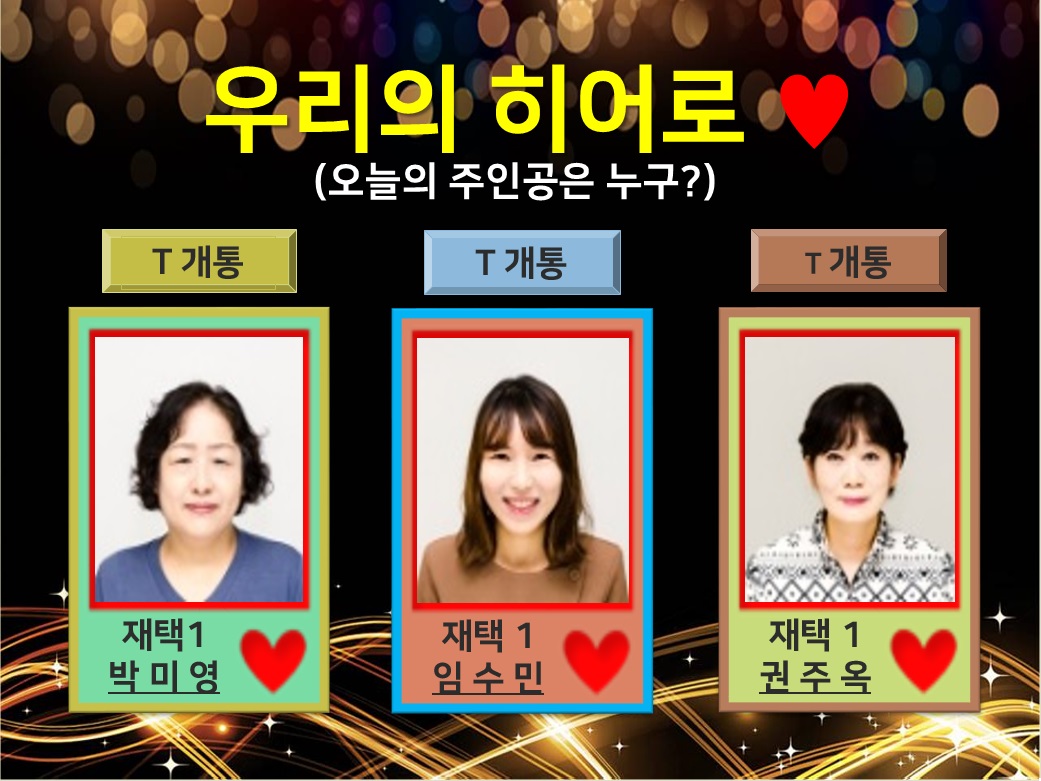 우리의 히어로 ♥
(오늘의 주인공은 누구?)
T 개통
T 개통
T 개통
재택1
박 미 영
재택 1
임 수 민
재택 1
권 주 옥